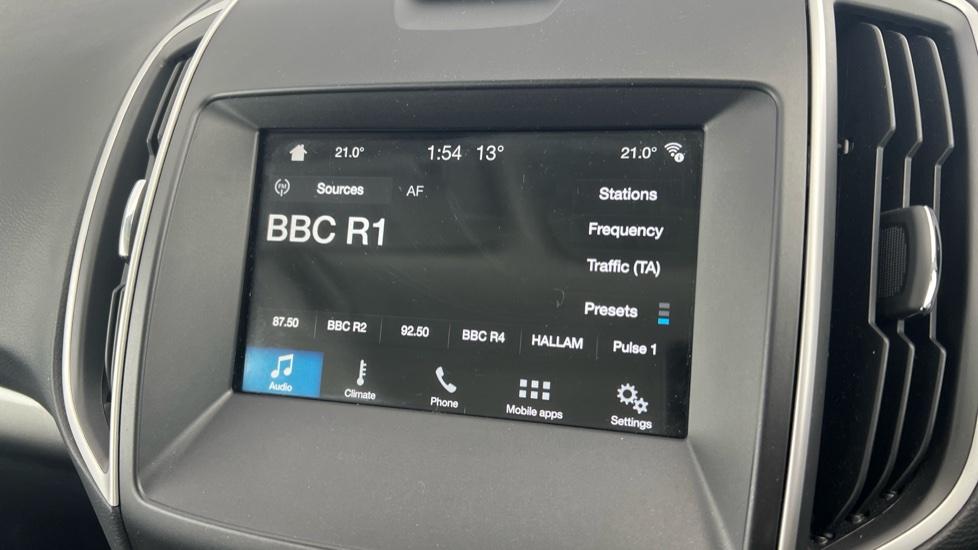 21.0° 1:54 13° 21.0°
FM Sources AF Stations
BBC R1 Frequency
Traffic (TA)
Presets
87.50 BBC R2 92.50 BBC R4 HALLAM Pulse 1
Audio Climate Phone Mobile apps Settings